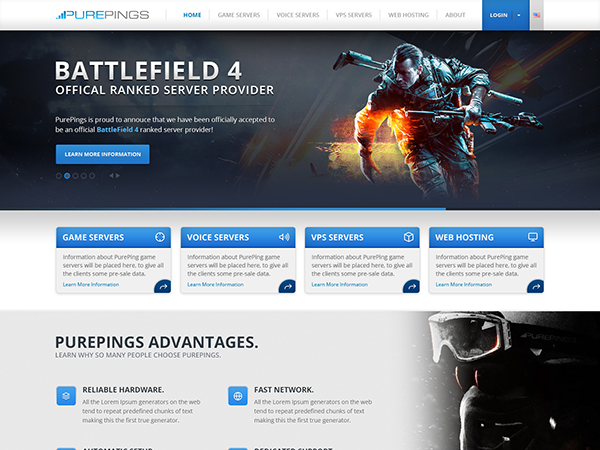 PUREPINGS
HOME GAME SERVERS VOICE SERVERS VPS SERVERS WEB HOSTING ABOUT LOGIN
BATTLEFIELD 4
OFFICAL RANKED SERVER PROVIDER
PurePings is proud to annouce that we have been officially accepted to
be an official BattleField 4 ranked server provider!
LEARN MORE INFORMATION
GAME SERVERS
Information about PurePing game
servers will be placed here, to give all
the clients some pre-sale data.
Learn More Information
VOICE SERVERS
Information about PurePing game
servers will be placed here, to give all
the clients some pre-sale data.
Learn More Information
VPS SERVERS
Information about PurePing game
servers will be placed here, to give all
the clients some pre-sale data.
Learn More Information
WEB HOSTING
Information about PurePing game
servers will be placed here, to give all
the clients some pre-sale data.
Learn More Information
PUREPINGS ADVANTAGES.
LEARN WHY SO MANY PEOPLE CHOOSE PUREPINGS.
RELIABLE HARDWARE.
All the Lorem Ipsum generators on the web
tend to repeat predefined chunks of text
making this the first true generator.
FAST NETWORK.
All the Lorem Ipsum generators on the web
tend to repeat predefined chunks of text
making this the first true generator.
AUTOMATIC SETUP
DEDICATED SUPPORT
PUREPINGS